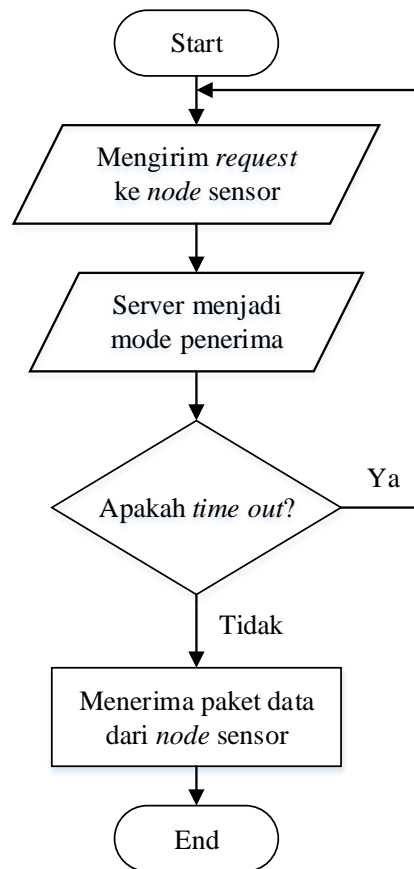 Start
Mengirim request
ke node sensor
Server menjadi
mode penerima
Apakah time out?
Ya
Tidak
Menerima paket data
dari node sensor
End